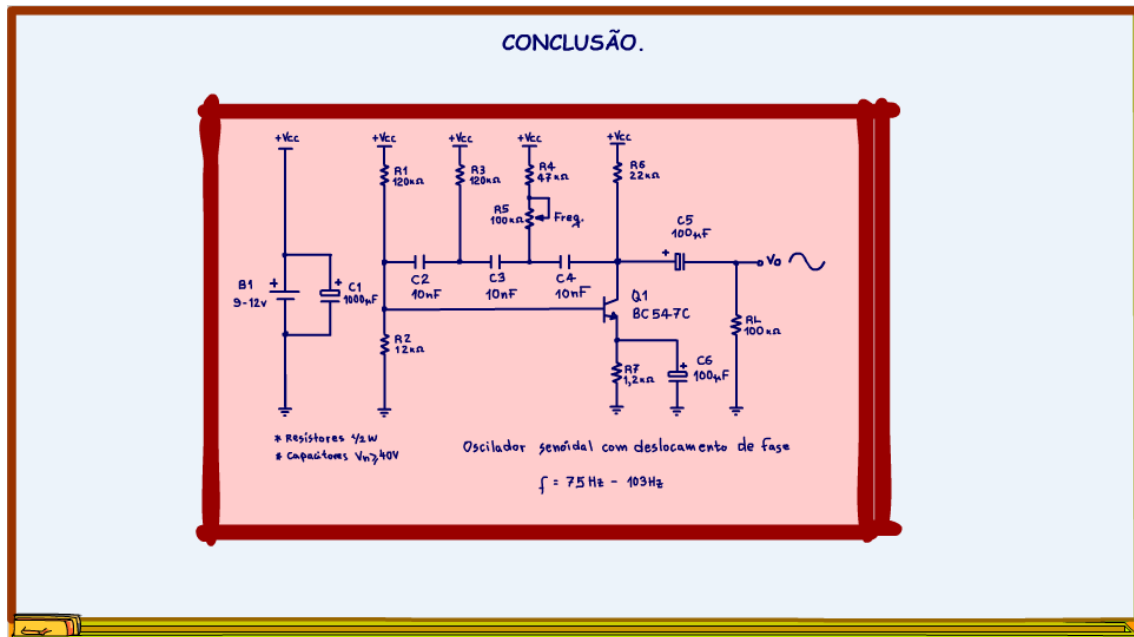 CONCLUSÃO.
+Vcc
+Vcc
+Vcc
+Vcc
+Vcc
R1
120kΩ
R3
120kΩ
R4
47kΩ
R6
22kΩ
R5
100kΩ
Freq.
C5
100µF
+
Vo
B1
9-12v
+
+
C1
1000µF
C2
10nF
C3
10nF
C4
10nF
Q1
BC547C
R2
12kΩ
RL
100kΩ
R7
1,2kΩ
+
C6
100µF
* Resistores 1/2W
* Capacitores Vn≥40V
Oscilador senóidal com deslocamento de fase
f = 75Hz - 103Hz